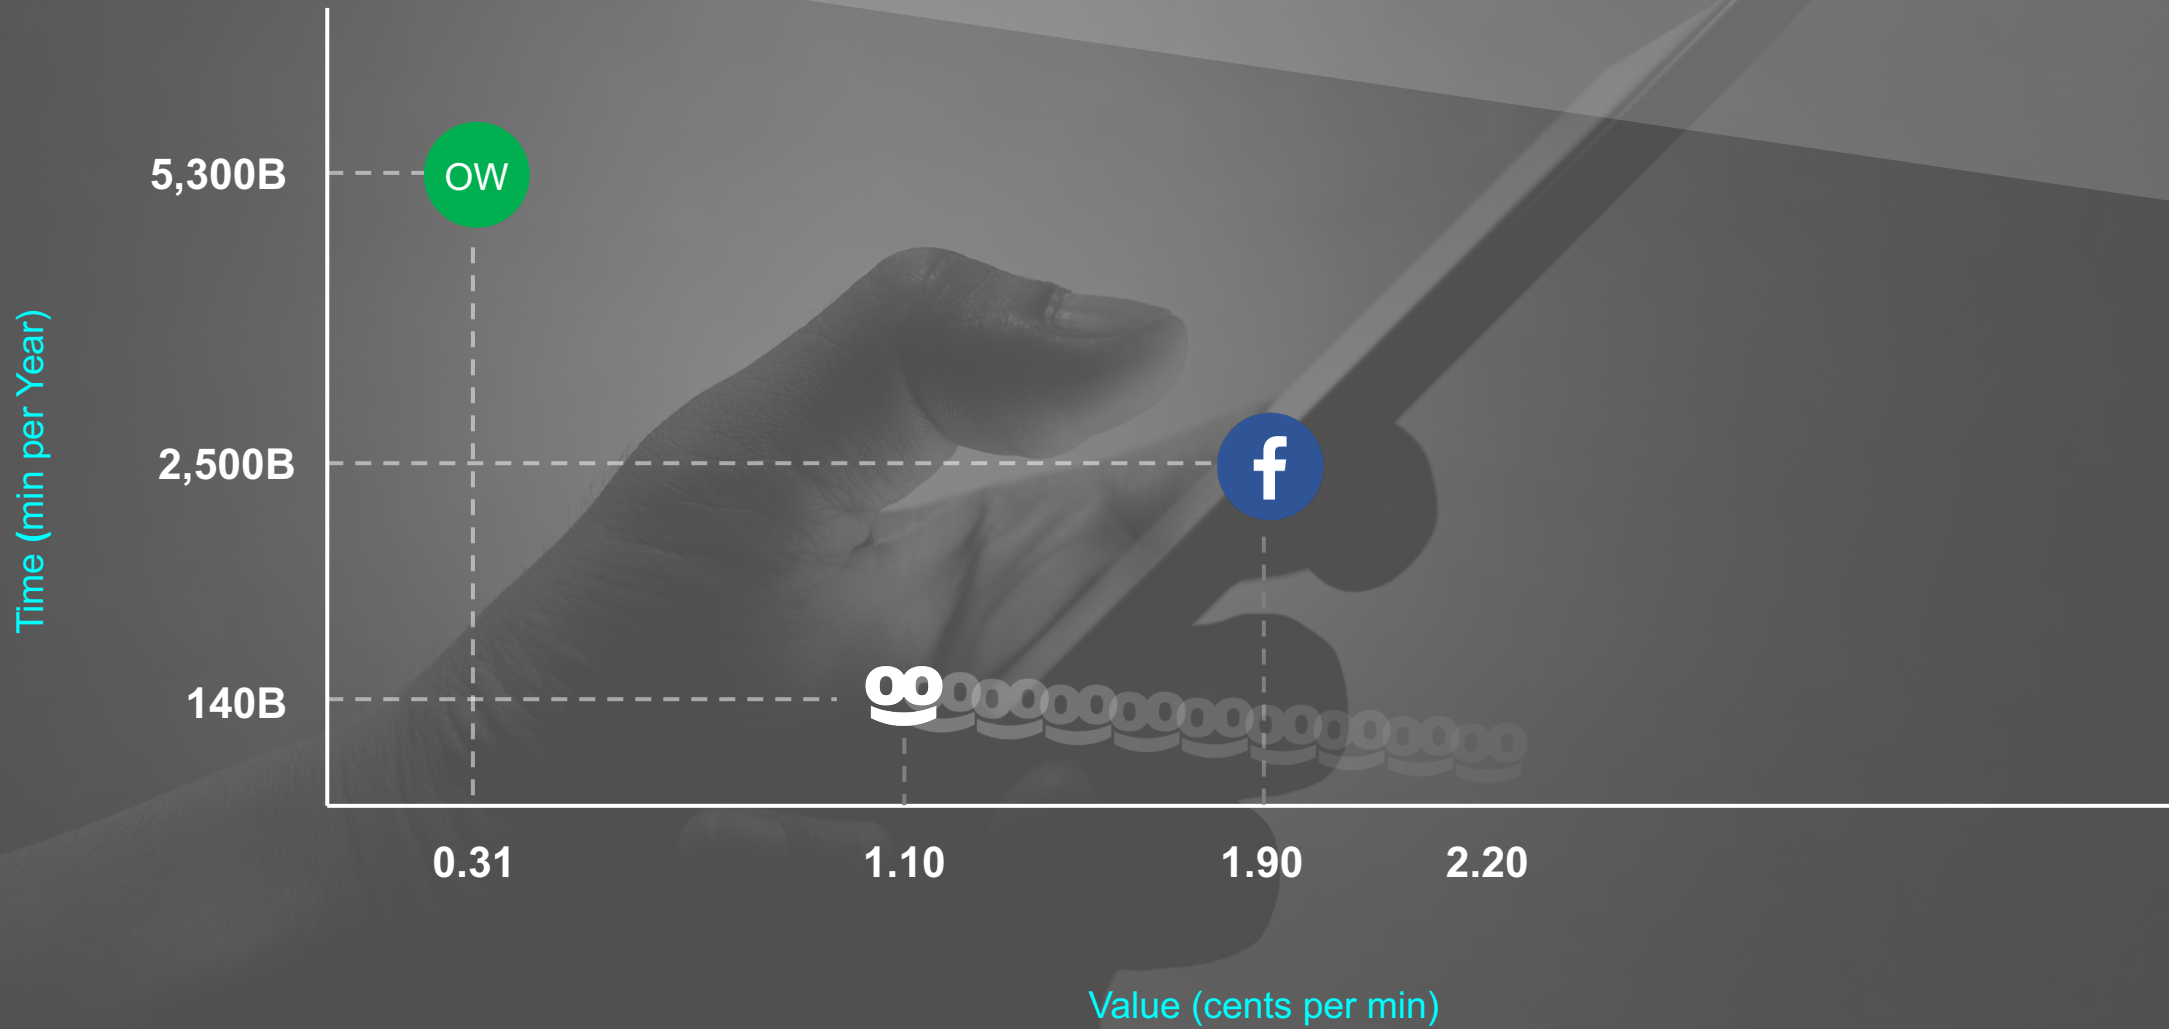 5,300B
OW
2,500B
f
140B
0.31
1.10
1.90
2.20
Time (min per Year)
Value (cents per min)